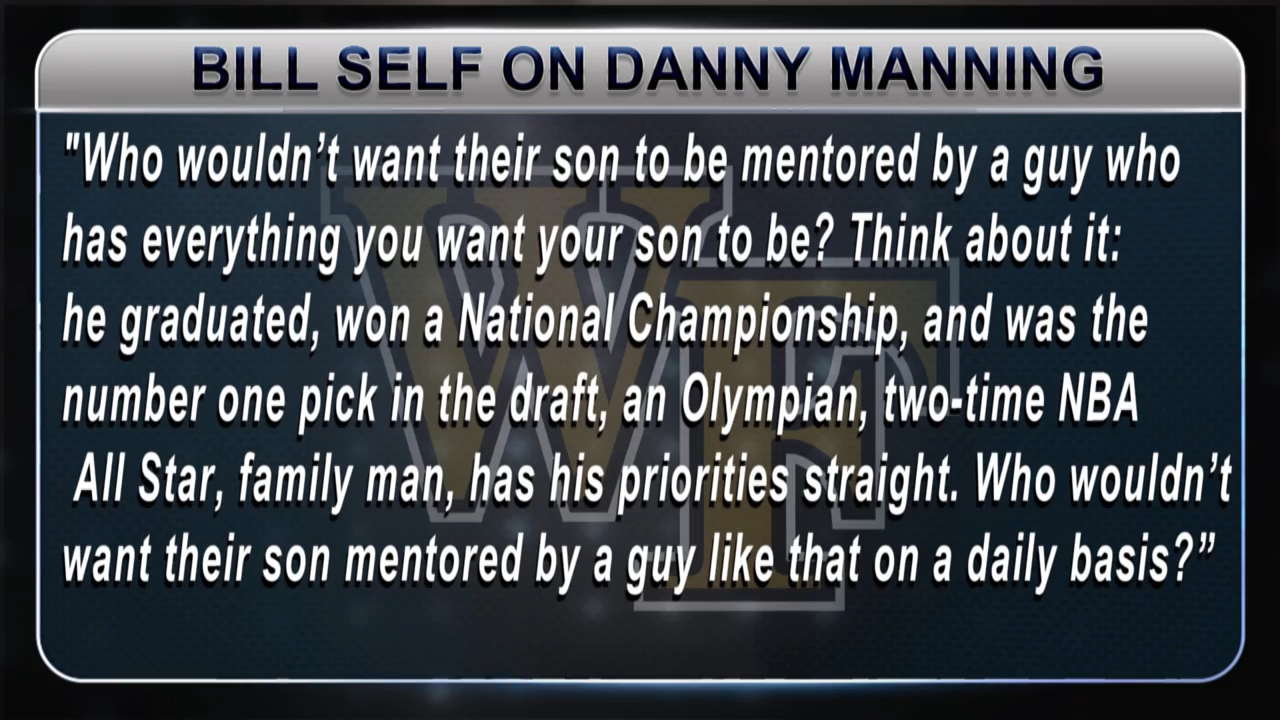 BILL SELF ON DANNY MANNING
"Who wouldn’t want their son to be mentored by a guy who
has everything you want your son to be? Think about it:
he graduated, won a National Championship, and was the
number one pick in the draft, an Olympian, two-time NBA
All Star, family man, has his priorities straight. Who wouldn’t
want their son mentored by a guy like that on a daily basis?”
WF